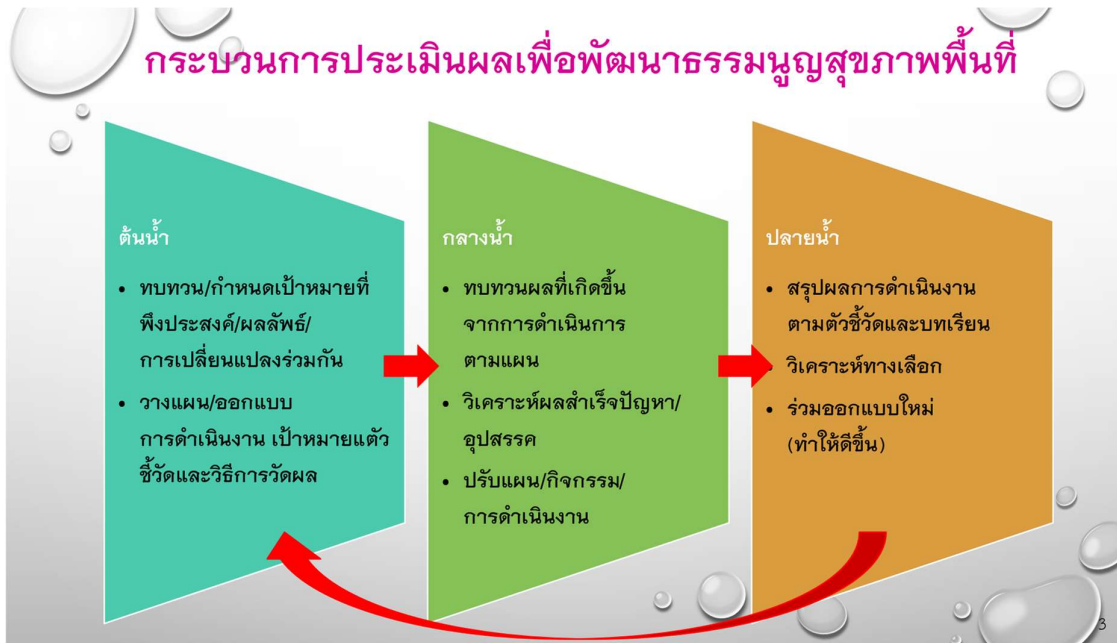 กระบวนการประเมินผลเพื่อพัฒนาธรรมนูญสุขภาพพื้นที่
ต้นน้ำ
• ทบทวน/กำหนดเป้าหมายที่
พึงประสงค์/ผลลัพธ์/
การเปลี่ยนแปลงร่วมกัน
• วางแผน/ออกแบบ
การดำเนินงาน เป้าหมายแตัว
ชี้วัดและวิธีการวัดผล
กลางน้ำ
• ทบทวนผลที่เกิดขึ้น
จากการดำเนินการ
ตามแผน
• วิเคราะห์ผลสำเร็จปัญหา/
อุปสรรค
• ปรับแผน/กิจกรรม/
การดำเนินงาน
ปลายน้ำ
• สรุปผลการดำเนินงาน
ตามตัวชี้วัดและบทเรียน
• วิเคราะห์ทางเลือก
• ร่วมออกแบบใหม่
(ทำให้ดีขึ้น)
3